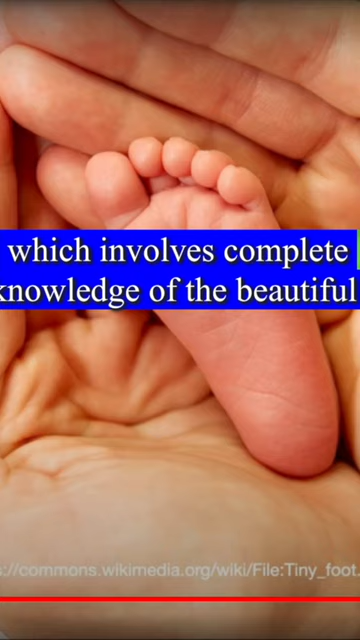 which involves complete
knowledge of the beautiful
://commons.wikimedia.org/wiki/File:Tiny_foot.